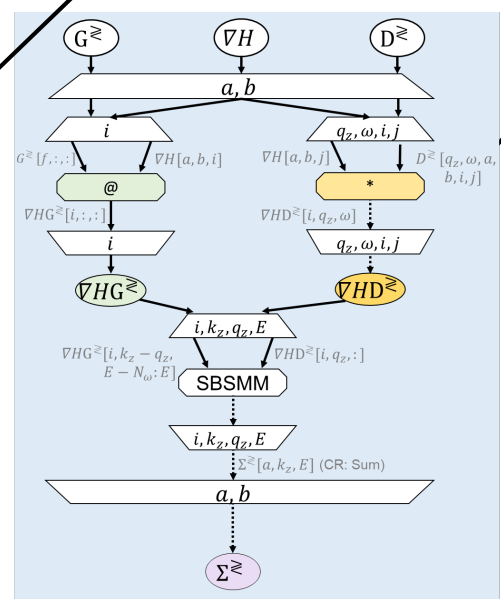 G≷ ∇H D≷
a, b
i
q_z, ω, i, j
G≷[f, :, :]
∇H[a, b, i]
∇H[a, b, j]
D≷[q_z, ω, a,
b, i, j]
@
*
∇HG≷[i, :, :]
∇HD≷[i, q_z, ω]
i
q_z, ω, i, j
∇HG≷
∇HD≷
i, k_z, q_z, E
∇HG≷[i, k_z − q_z,
E − N_ω: E]
∇HD≷[i, q_z, :]
SBSMM
i, k_z, q_z, E
Σ≷[a, k_z, E] (CR: Sum)
a, b
Σ≷